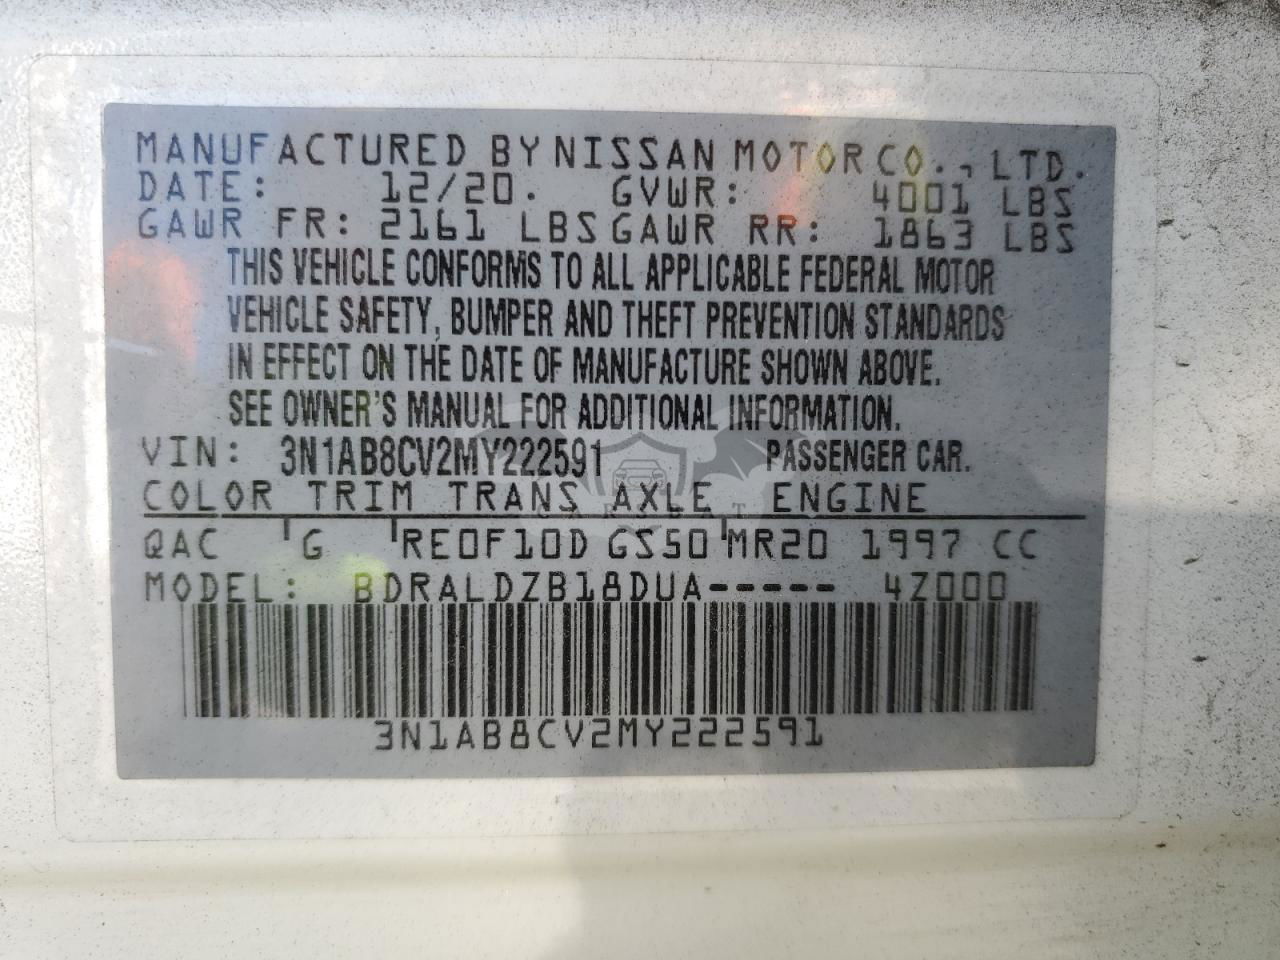 MANUFACTURED BY NISSAN MOTOR CO., LTD.
DATE: 12/20. GVWR: 4001 LBS
GAWR FR: 2161 LBS GAWR RR: 1863 LBS
THIS VEHICLE CONFORMS TO ALL APPLICABLE FEDERAL MOTOR
VEHICLE SAFETY, BUMPER AND THEFT PREVENTION STANDARDS
IN EFFECT ON THE DATE OF MANUFACTURE SHOWN ABOVE.
SEE OWNER'S MANUAL FOR ADDITIONAL INFORMATION.
VIN: 3N1AB8CV2MY222591 PASSENGER CAR.
COLOR TRIM TRANS AXLE ENGINE
QAC G RE0F10D GS50 MR20 1997 CC
MODEL: BDRALDZB18DUA----- 4Z000
3N1AB8CV2MY222591